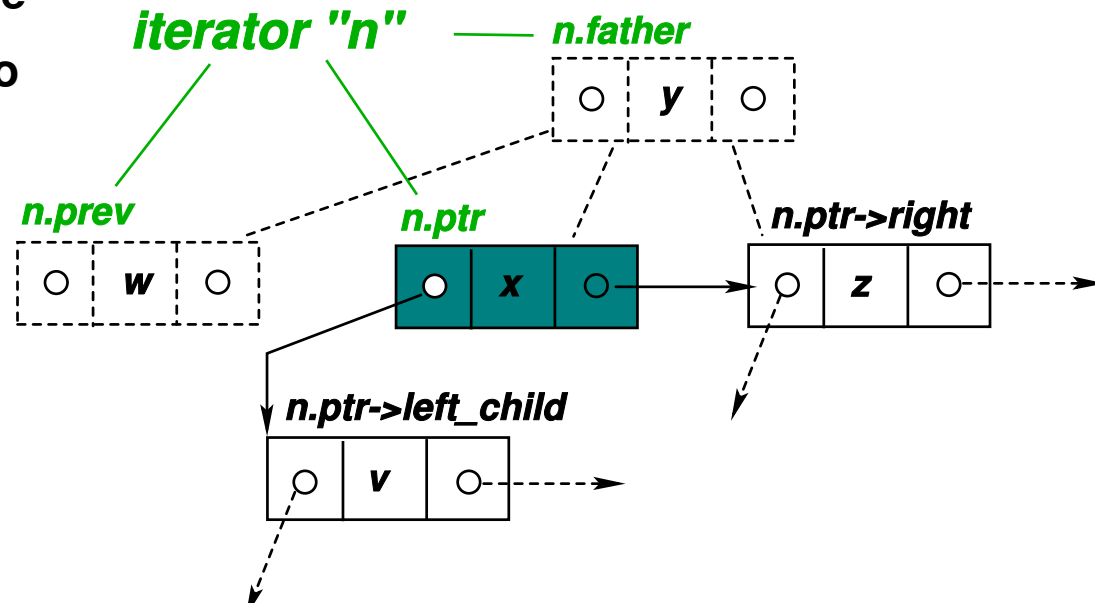 e
iterator "n"
n.father
o
y
n.prev
n.ptr
n.ptr->right
w
x
z
n.ptr->left_child
v